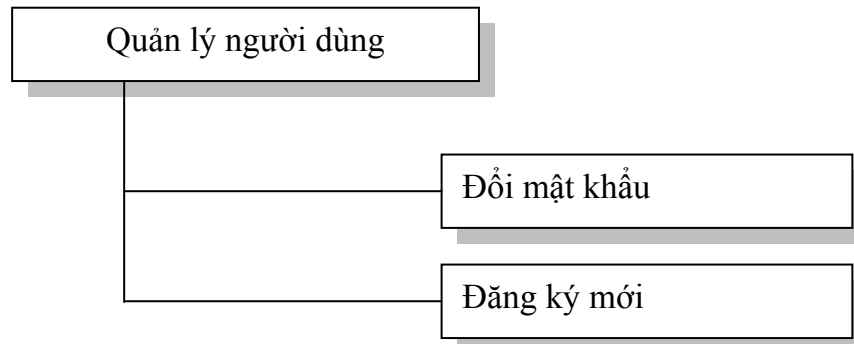 Quản lý người dùng
Đổi mật khẩu
Đăng ký mới